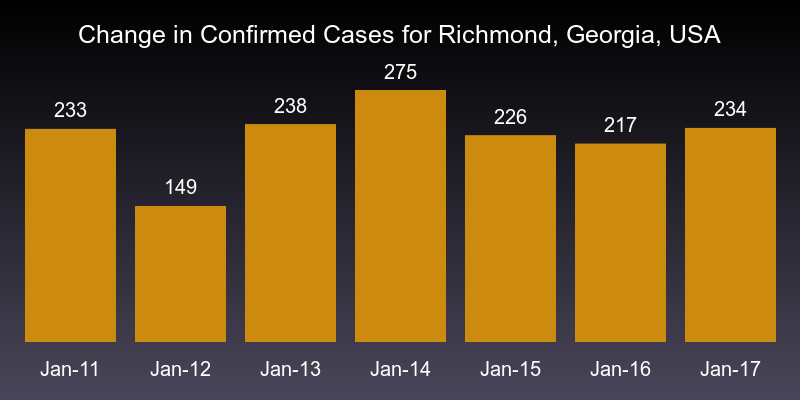 Change in Confirmed Cases for Richmond, Georgia, USA
233
149
238
275
226
217
234
Jan-11
Jan-12
Jan-13
Jan-14
Jan-15
Jan-16
Jan-17